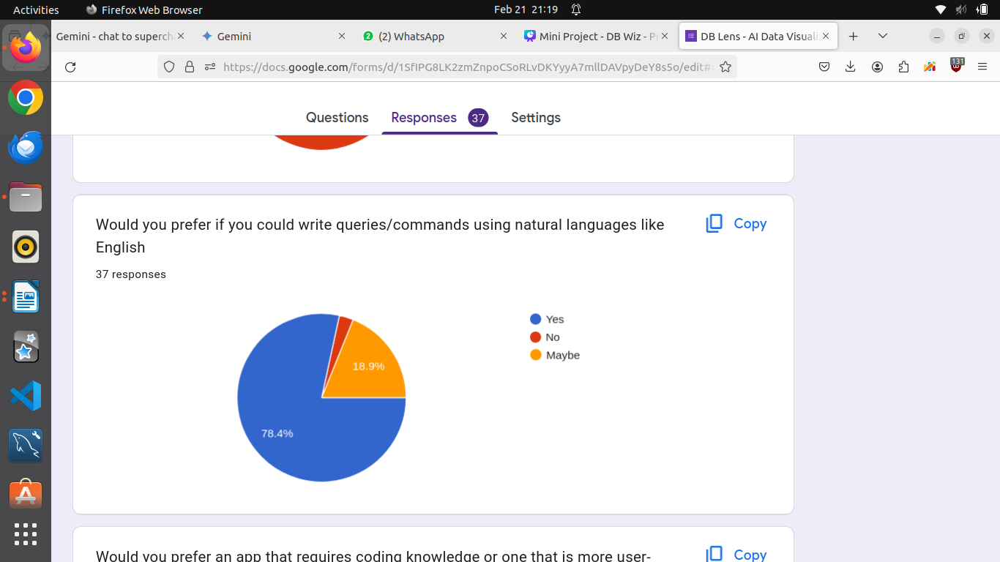 Activities
Firefox Web Browser
Feb 21 21:19
Gemini - chat to superch
Gemini
(2) WhatsApp
Mini Project - DB Wiz - P
DB Lens - AI Data Visuali
https://docs.google.com/forms/d/1SfIPG8LK2zmZnpoCSoRLvDKYyyA7mllDAVpyDeY8s5o/edit#
131
Questions
Responses 37
Settings
Would you prefer if you could write queries/commands using natural languages like
English
Copy
37 responses
Yes
No
Maybe
18.9%
78.4%
Would you prefer an app that requires coding knowledge or one that is more user-
Copy